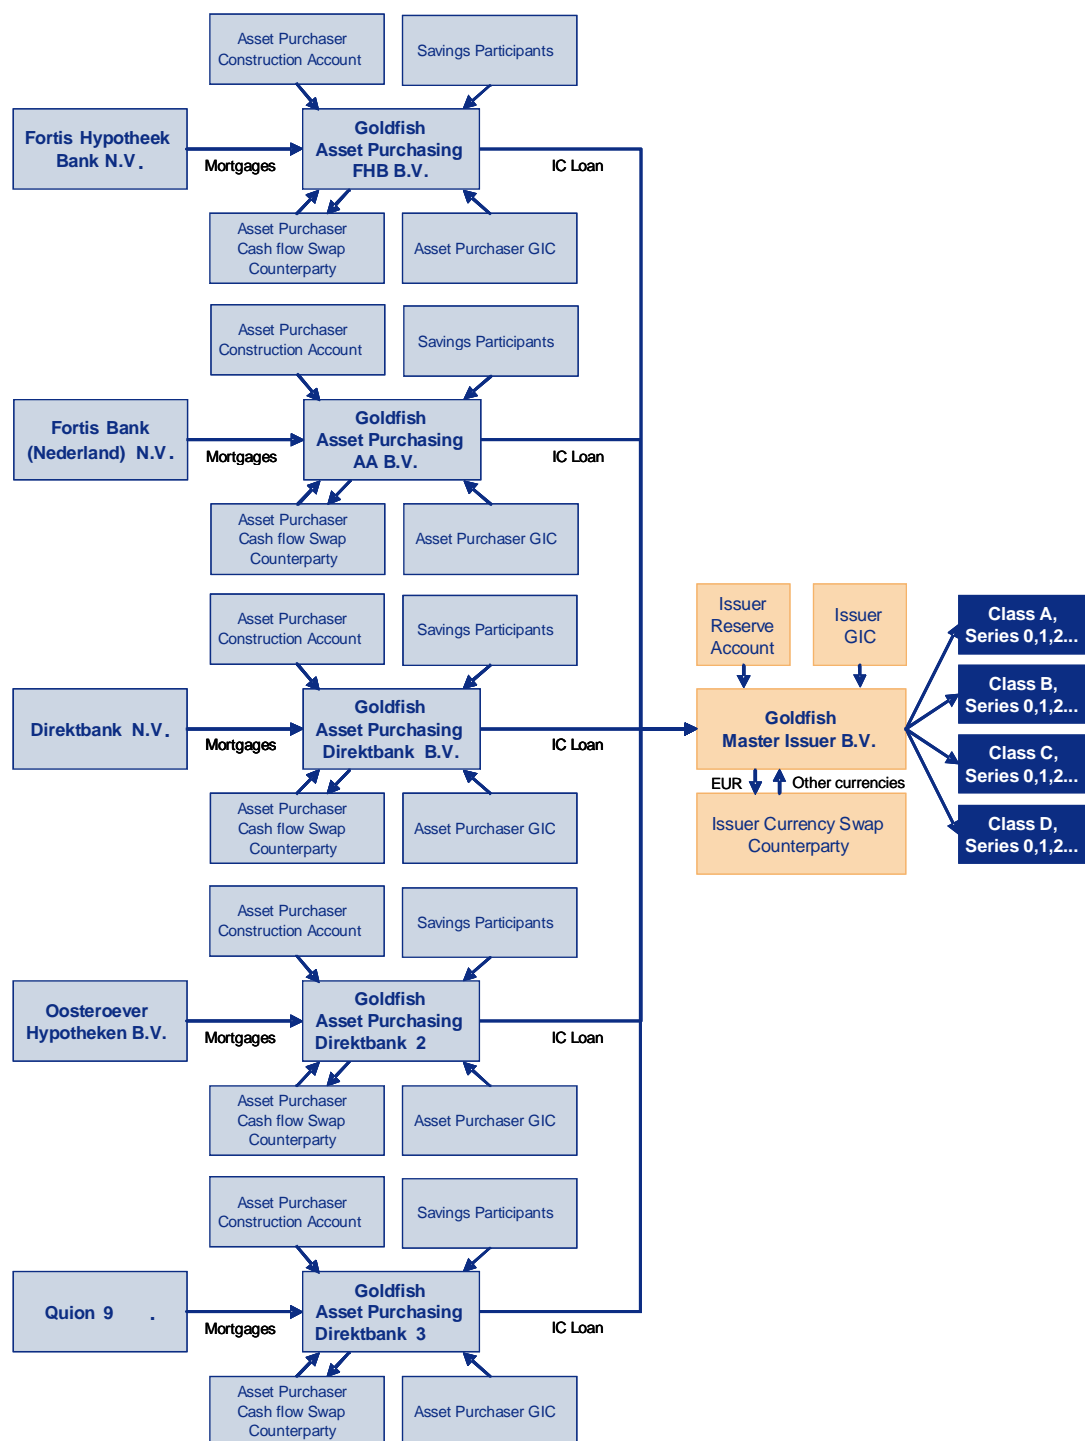 Asset Purchaser
Construction Account
Savings Participants
Fortis Hypotheek
Bank N.V.
Mortgages
Goldfish
Asset Purchasing
FHB B.V.
IC Loan
Asset Purchaser
Cash flow Swap
Counterparty
Asset Purchaser GIC
Asset Purchaser
Construction Account
Savings Participants
Fortis Bank
(Nederland) N.V.
Mortgages
Goldfish
Asset Purchasing
AA B.V.
IC Loan
Asset Purchaser
Cash flow Swap
Counterparty
Asset Purchaser GIC
Asset Purchaser
Construction Account
Savings Participants
Direktbank N.V.
Mortgages
Goldfish
Asset Purchasing
Direktbank B.V.
IC Loan
Asset Purchaser
Cash flow Swap
Counterparty
Asset Purchaser GIC
Issuer
Reserve
Account
Issuer
GIC
Goldfish
Master Issuer B.V.
EUR
Other currencies
Issuer Currency Swap
Counterparty
Class A,
Series 0,1,2...
Class B,
Series 0,1,2...
Class C,
Series 0,1,2...
Class D,
Series 0,1,2...
Asset Purchaser
Construction Account
Savings Participants
Oosteroever
Hypotheken B.V.
Mortgages
Goldfish
Asset Purchasing
Direktbank 2
IC Loan
Asset Purchaser
Cash flow Swap
Counterparty
Asset Purchaser GIC
Asset Purchaser
Construction Account
Savings Participants
Quion 9 .
Mortgages
Goldfish
Asset Purchasing
Direktbank 3
IC Loan
Asset Purchaser
Cash flow Swap
Counterparty
Asset Purchaser GIC